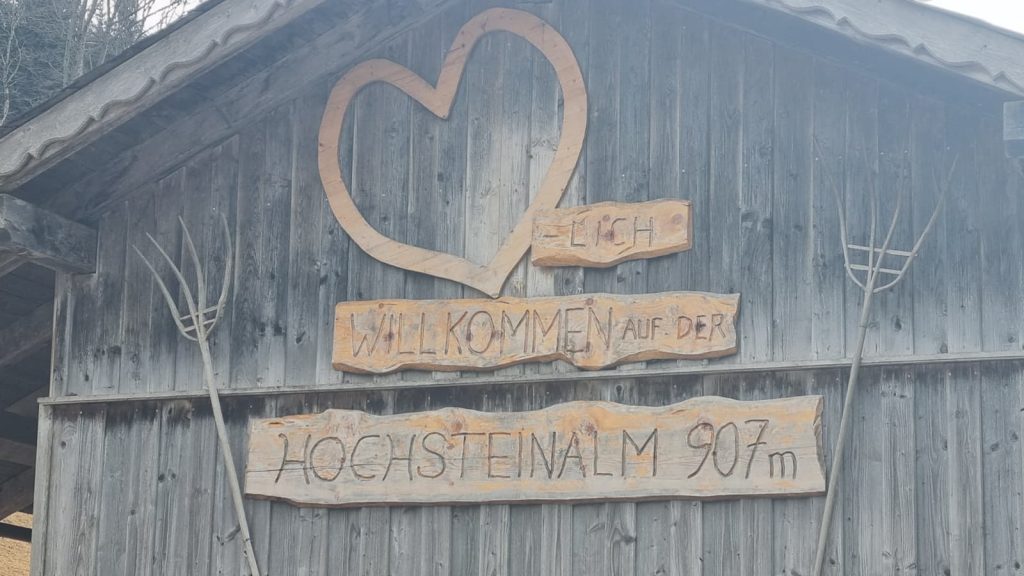 - LICH
WILLKOMMEN AUF DER
HOCHSTEINALM 907m